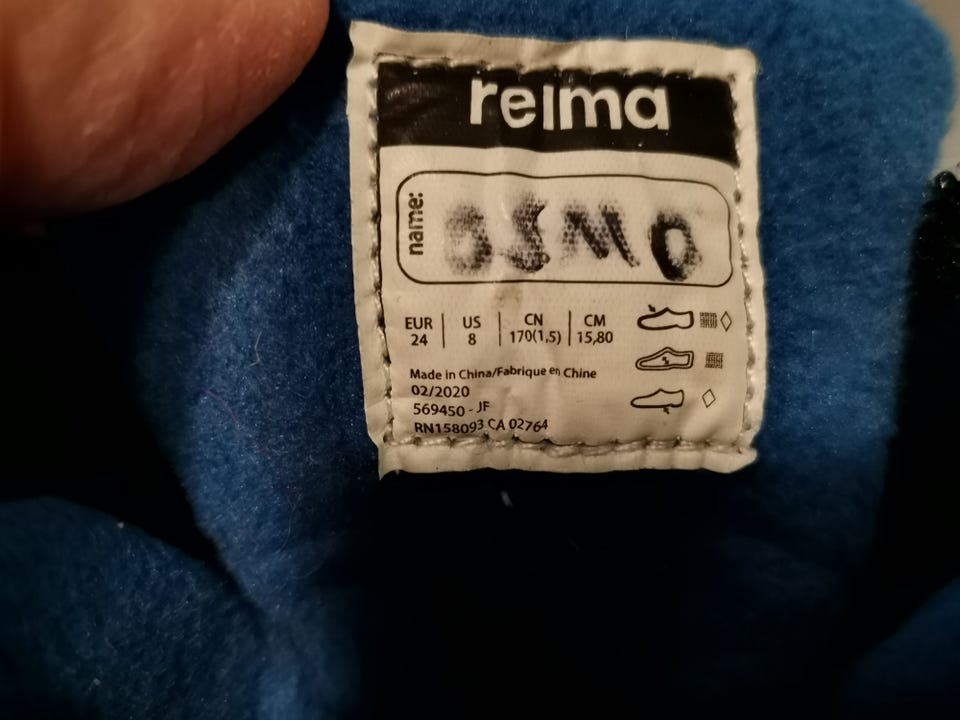 reima
name: OSMO
EUR US CN CM
24 8 170(1,5) 15,80
Made in China/Fabriqué en Chine
02/2020
569450 - JF
RN158093 CA 02764